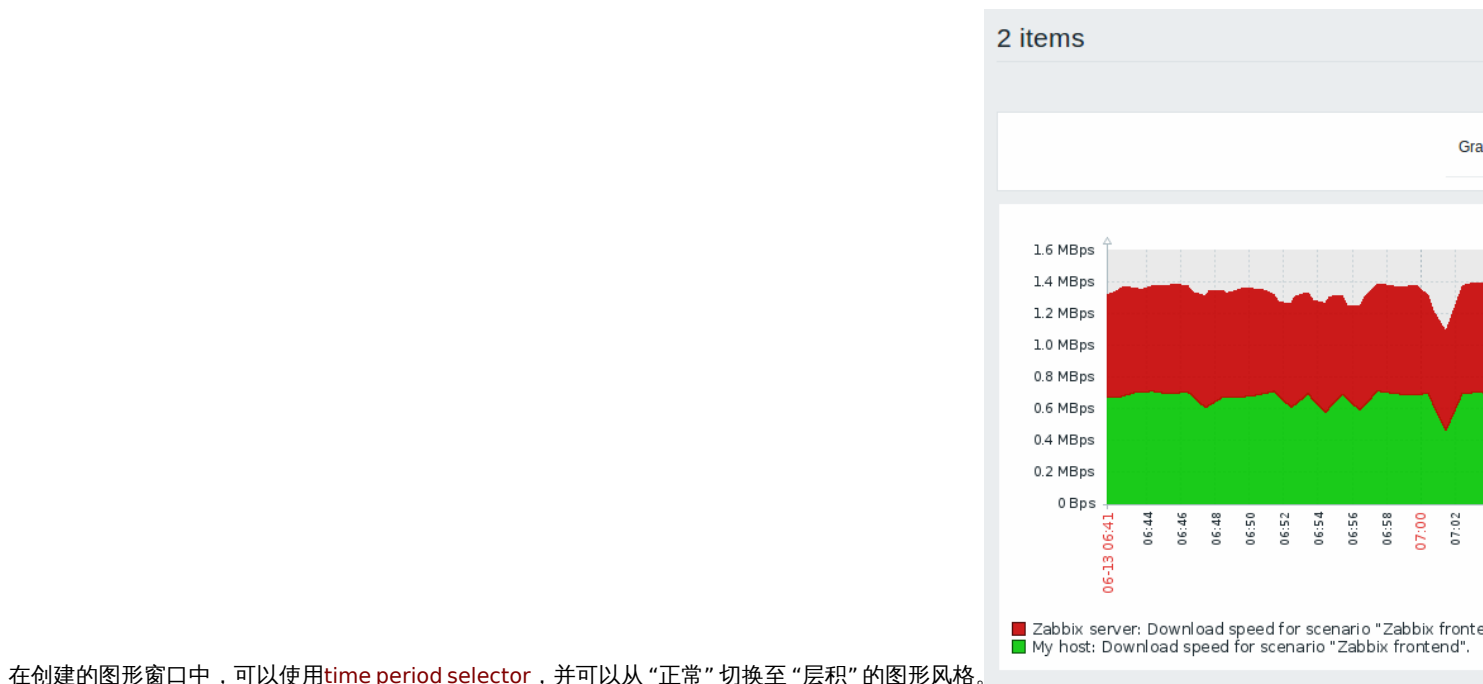 2 items
Gra
1.6 MBps
1.4 MBps
1.2 MBps
1.0 MBps
0.8 MBps
0.6 MBps
0.4 MBps
0.2 MBps
0 Bps
06-13 06:41
06:44
06:46
06:48
06:50
06:52
06:54
06:56
06:58
07:00
07:02
Zabbix server: Download speed for scenario "Zabbix fronte
My host: Download speed for scenario "Zabbix frontend".
在创建的图形窗口中，可以使用time period selector，并可以从 “正常” 切换至 “层积” 的图形风格。